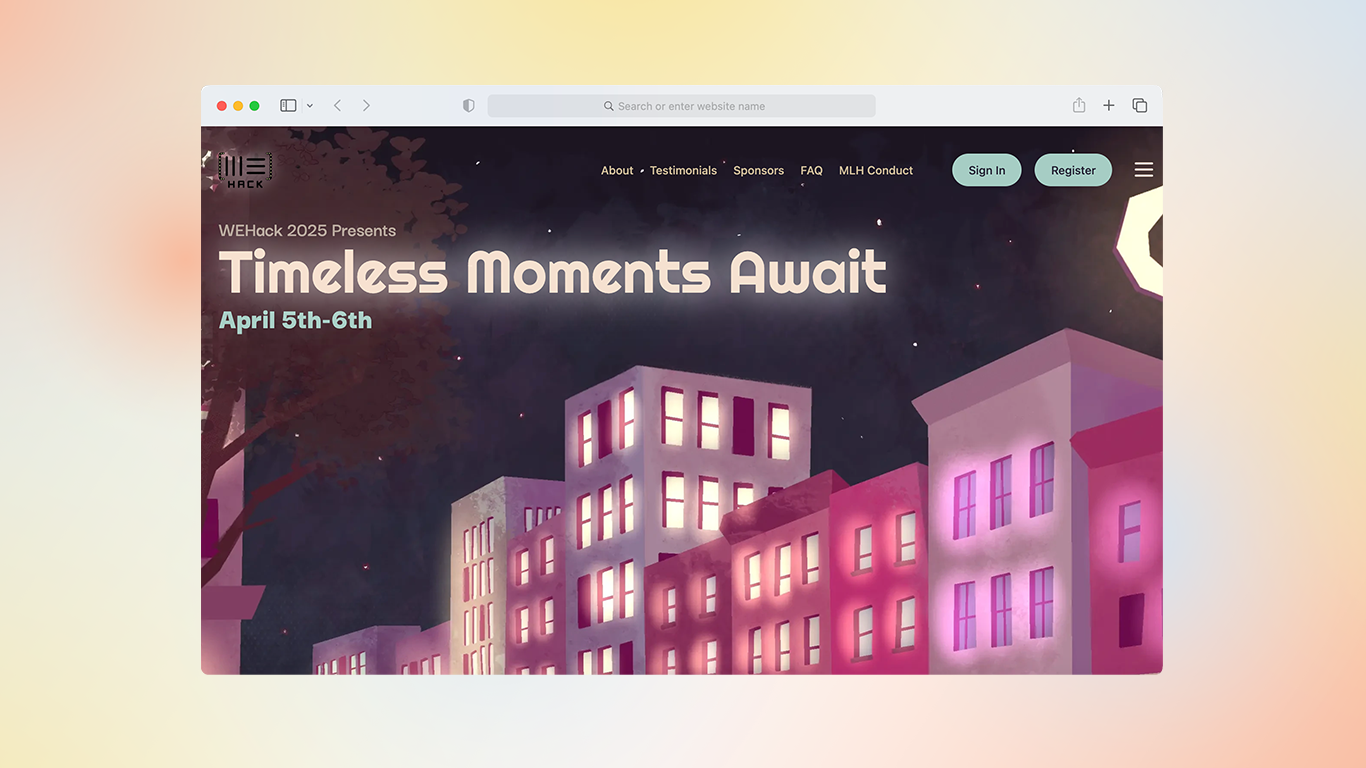 Search or enter website name
HACK
About
Testimonials
Sponsors
FAQ
MLH Conduct
Sign In
Register
WEHack 2025 Presents
Timeless Moments Await
April 5th-6th